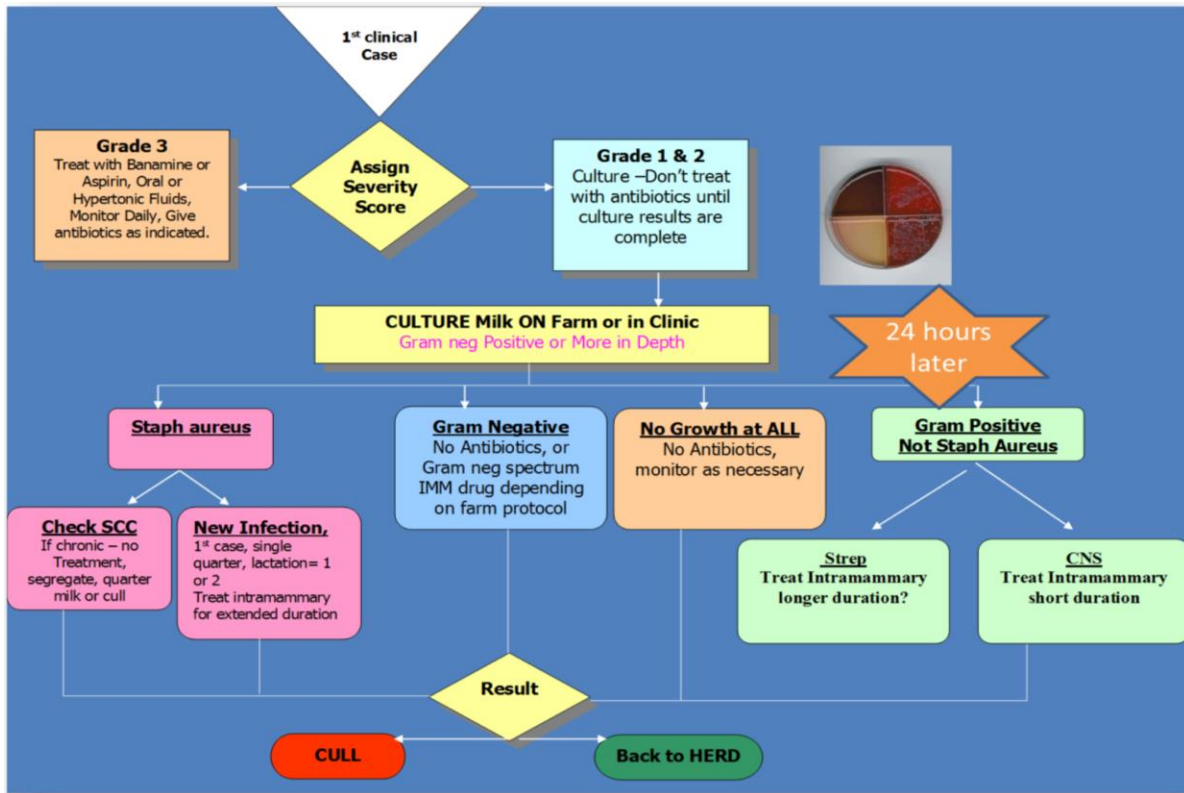 1st clinical
Case
Grade 3
Treat with Banamine or
Aspirin, Oral or
Hypertonic Fluids,
Monitor Daily, Give
antibiotics as indicated.
Assign
Severity
Score
Grade 1 & 2
Culture –Don’t treat
with antibiotics until
culture results are
complete
CULTURE Milk ON Farm or in Clinic
Gram neg Positive or More in Depth
24 hours
later
Staph aureus
Gram Negative
No Antibiotics, or
Gram neg spectrum
IMM drug depending
on farm protocol
No Growth at ALL
No Antibiotics,
monitor as necessary
Gram Positive
Not Staph Aureus
Check SCC
If chronic – no
Treatment,
segregate, quarter
milk or cull
New Infection,
1st case, single
quarter, lactation= 1
or 2
Treat intramammary
for extended duration
Strep
Treat Intramammary
longer duration?
CNS
Treat Intramammary
short duration
Result
CULL
Back to HERD